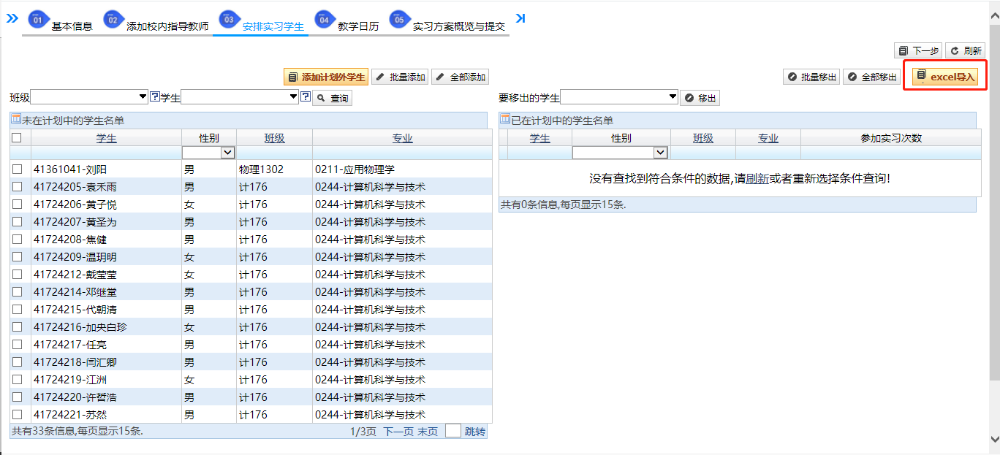 01 基本信息 02 添加校内指导教师 03 安排实习学生 04 教学日历 05 实习方案概览与提交
下一步 刷新
添加计划外学生 批量添加 全部添加 批量移出 全部移出 excel导入
班级 ? 学生 ? 查询 要移出的学生 移出
未在计划中的学生名单
学生 性别 班级 专业
41361041-刘阳 男 物理1302 0211-应用物理学
41724205-袁禾雨 男 计176 0244-计算机科学与技术
41724206-黄子悦 女 计176 0244-计算机科学与技术
41724207-黄圣为 男 计176 0244-计算机科学与技术
41724208-焦健 男 计176 0244-计算机科学与技术
41724209-温玥明 女 计176 0244-计算机科学与技术
41724212-戴莹莹 女 计176 0244-计算机科学与技术
41724214-邓继堂 男 计176 0244-计算机科学与技术
41724215-代朝清 男 计176 0244-计算机科学与技术
41724216-加央白珍 女 计176 0244-计算机科学与技术
41724217-任亮 男 计176 0244-计算机科学与技术
41724218-闫汇卿 男 计176 0244-计算机科学与技术
41724219-江洲 女 计176 0244-计算机科学与技术
41724220-许哲浩 男 计176 0244-计算机科学与技术
41724221-苏然 男 计176 0244-计算机科学与技术
共有33条信息,每页显示15条. 1/3页 下一页 末页 跳转
已在计划中的学生名单
学生 性别 班级 专业 参加实习次数
没有查找到符合条件的数据,请刷新或者重新选择条件查询!
共有0条信息,每页显示15条.